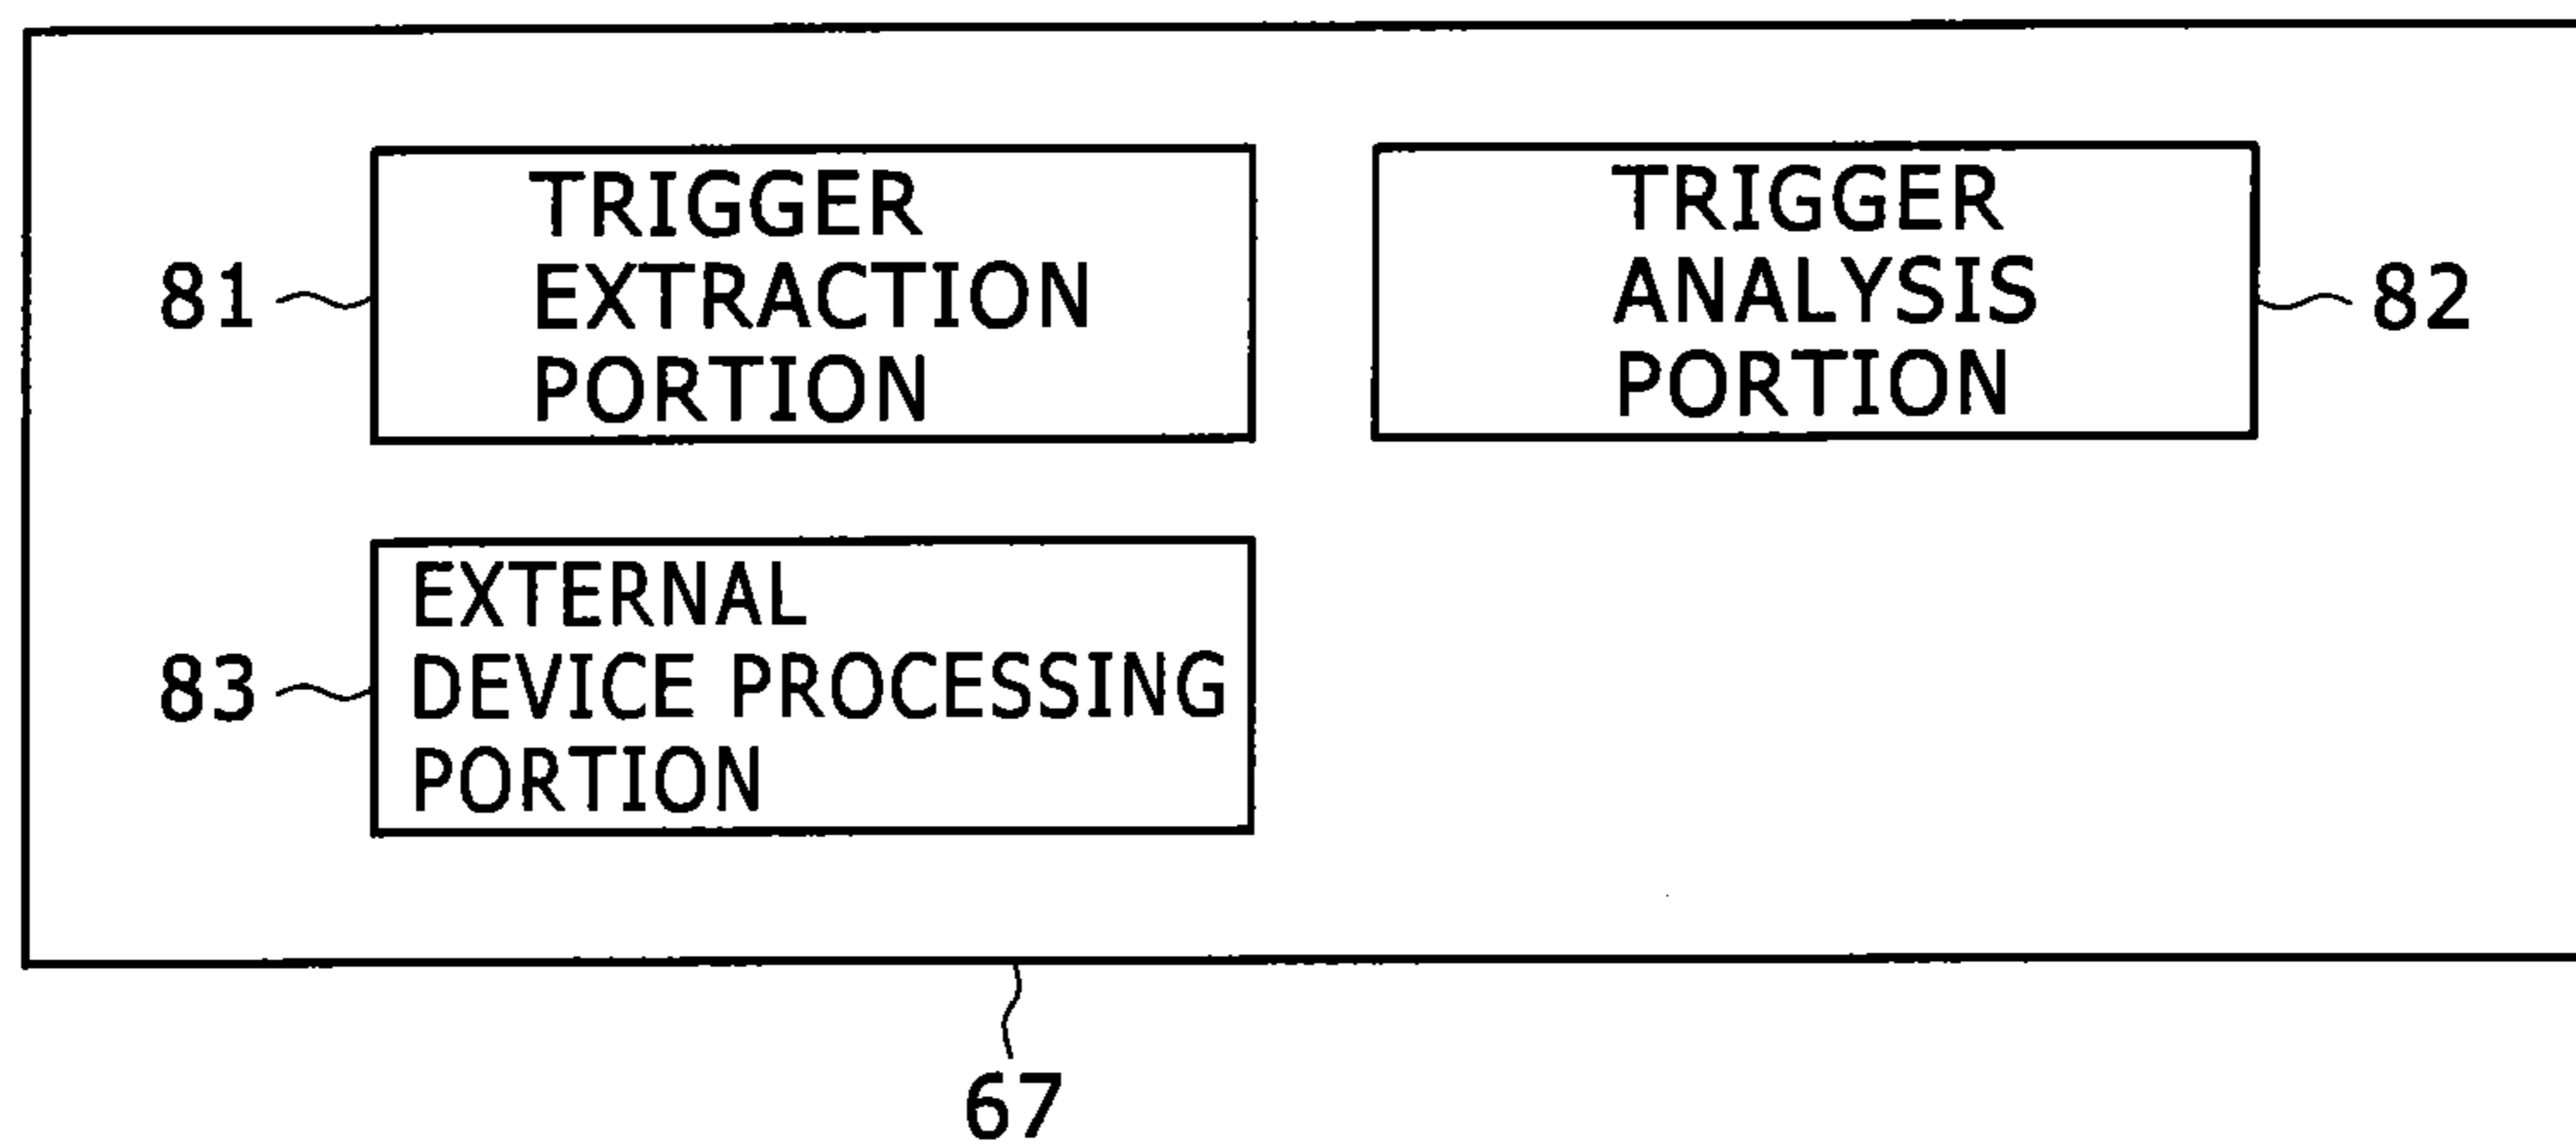 TRIGGER
EXTRACTION
PORTION
81
TRIGGER
ANALYSIS
PORTION
82
EXTERNAL
DEVICE PROCESSING
PORTION
83
67